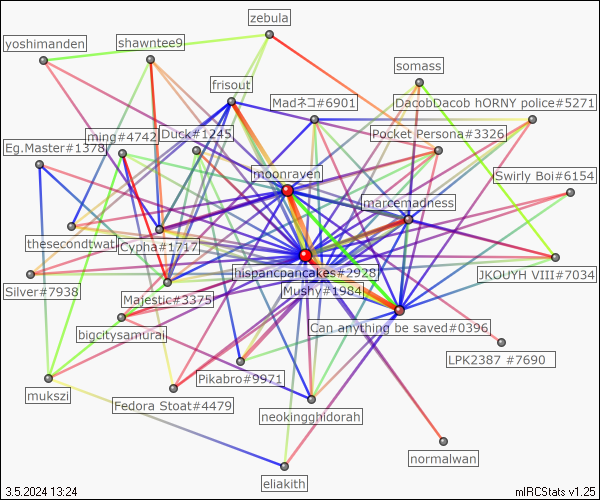 zebula
yoshimanden
shawntee9
somass
frisout
Madネコ#6901
DacobDacob hORNY police#5271
ming#4742
Duck#1245
Pocket Persona#3326
Eg.Master#1378
moonraven
Swirly Boi#6154
marcemadness
thesecondtwat
Cypha#1717
hispancpancakes#2928
JKOUYH VIII#7034
Silver#7938
Majestic#3375
Mushy#1984
bigcitysamurai
Can anything be saved#0396
LPK2387 #7690
Pikabro#9971
mukszi
Fedora Stoat#4479
neokingghidorah
normalwan
eliakith
3.5.2024 13:24
mIRCStats v1.25